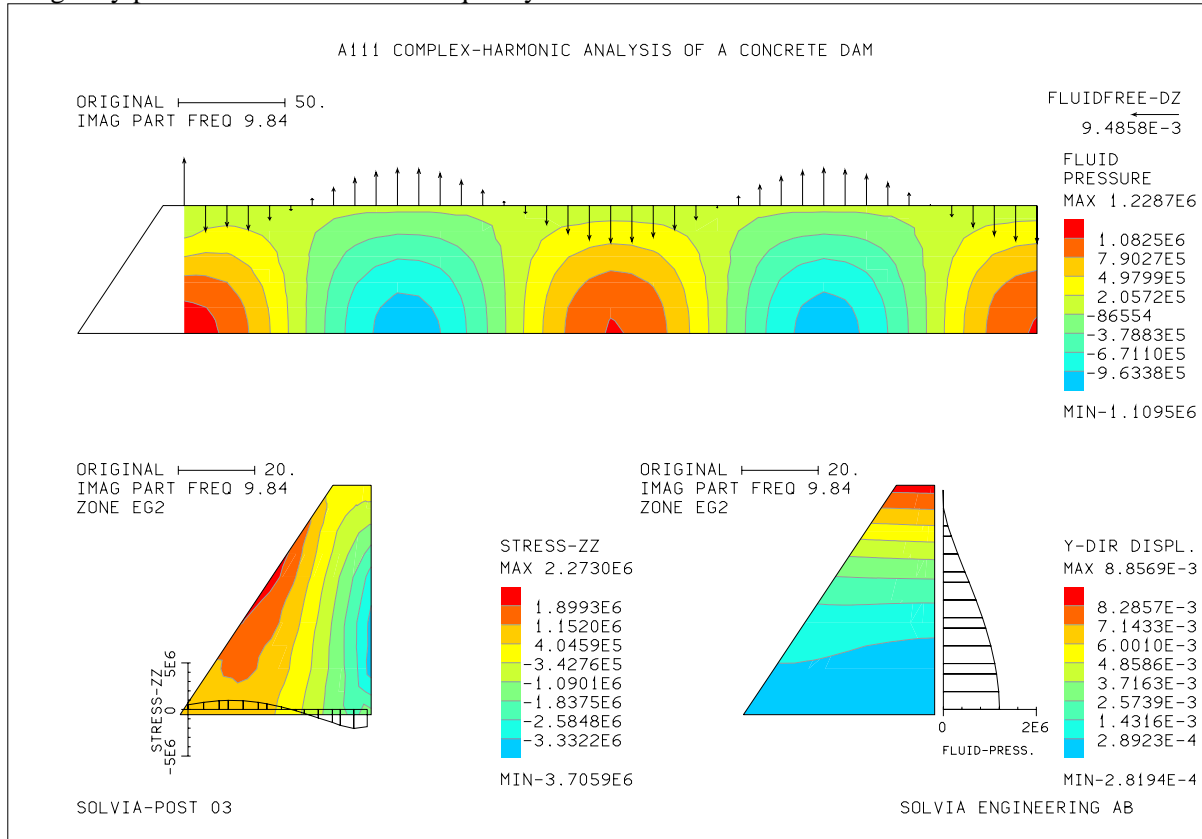 A111 COMPLEX-HARMONIC ANALYSIS OF A CONCRETE DAM
ORIGINAL 50.
IMAG PART FREQ 9.84
FLUIDFREE-DZ
9.4858E-3
FLUID
PRESSURE
MAX 1.2287E6
1.0825E6
7.9027E5
4.9799E5
2.0572E5
-86554
-3.7883E5
-6.7110E5
-9.6338E5
MIN-1.1095E6
ORIGINAL 20.
IMAG PART FREQ 9.84
ZONE EG2
STRESS-ZZ
5E6
0
-5E6
STRESS-ZZ
MAX 2.2730E6
1.8993E6
1.1520E6
4.0459E5
-3.4276E5
-1.0901E6
-1.8375E6
-2.5848E6
-3.3322E6
MIN-3.7059E6
ORIGINAL 20.
IMAG PART FREQ 9.84
ZONE EG2
0 2E6
FLUID-PRESS.
Y-DIR DISPL.
MAX 8.8569E-3
8.2857E-3
7.1433E-3
6.0010E-3
4.8586E-3
3.7163E-3
2.5739E-3
1.4316E-3
2.8923E-4
MIN-2.8194E-4
SOLVIA-POST 03
SOLVIA ENGINEERING AB